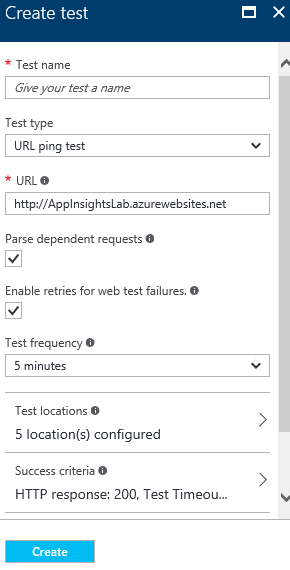 Create test
* Test name
Give your test a name
Test type
URL ping test
* URL
http://AppInsightsLab.azurewebsites.net
Parse dependent requests
Enable retries for web test failures.
Test frequency
5 minutes
Test locations
5 location(s) configured
Success criteria
HTTP response: 200, Test Timeou...
Create